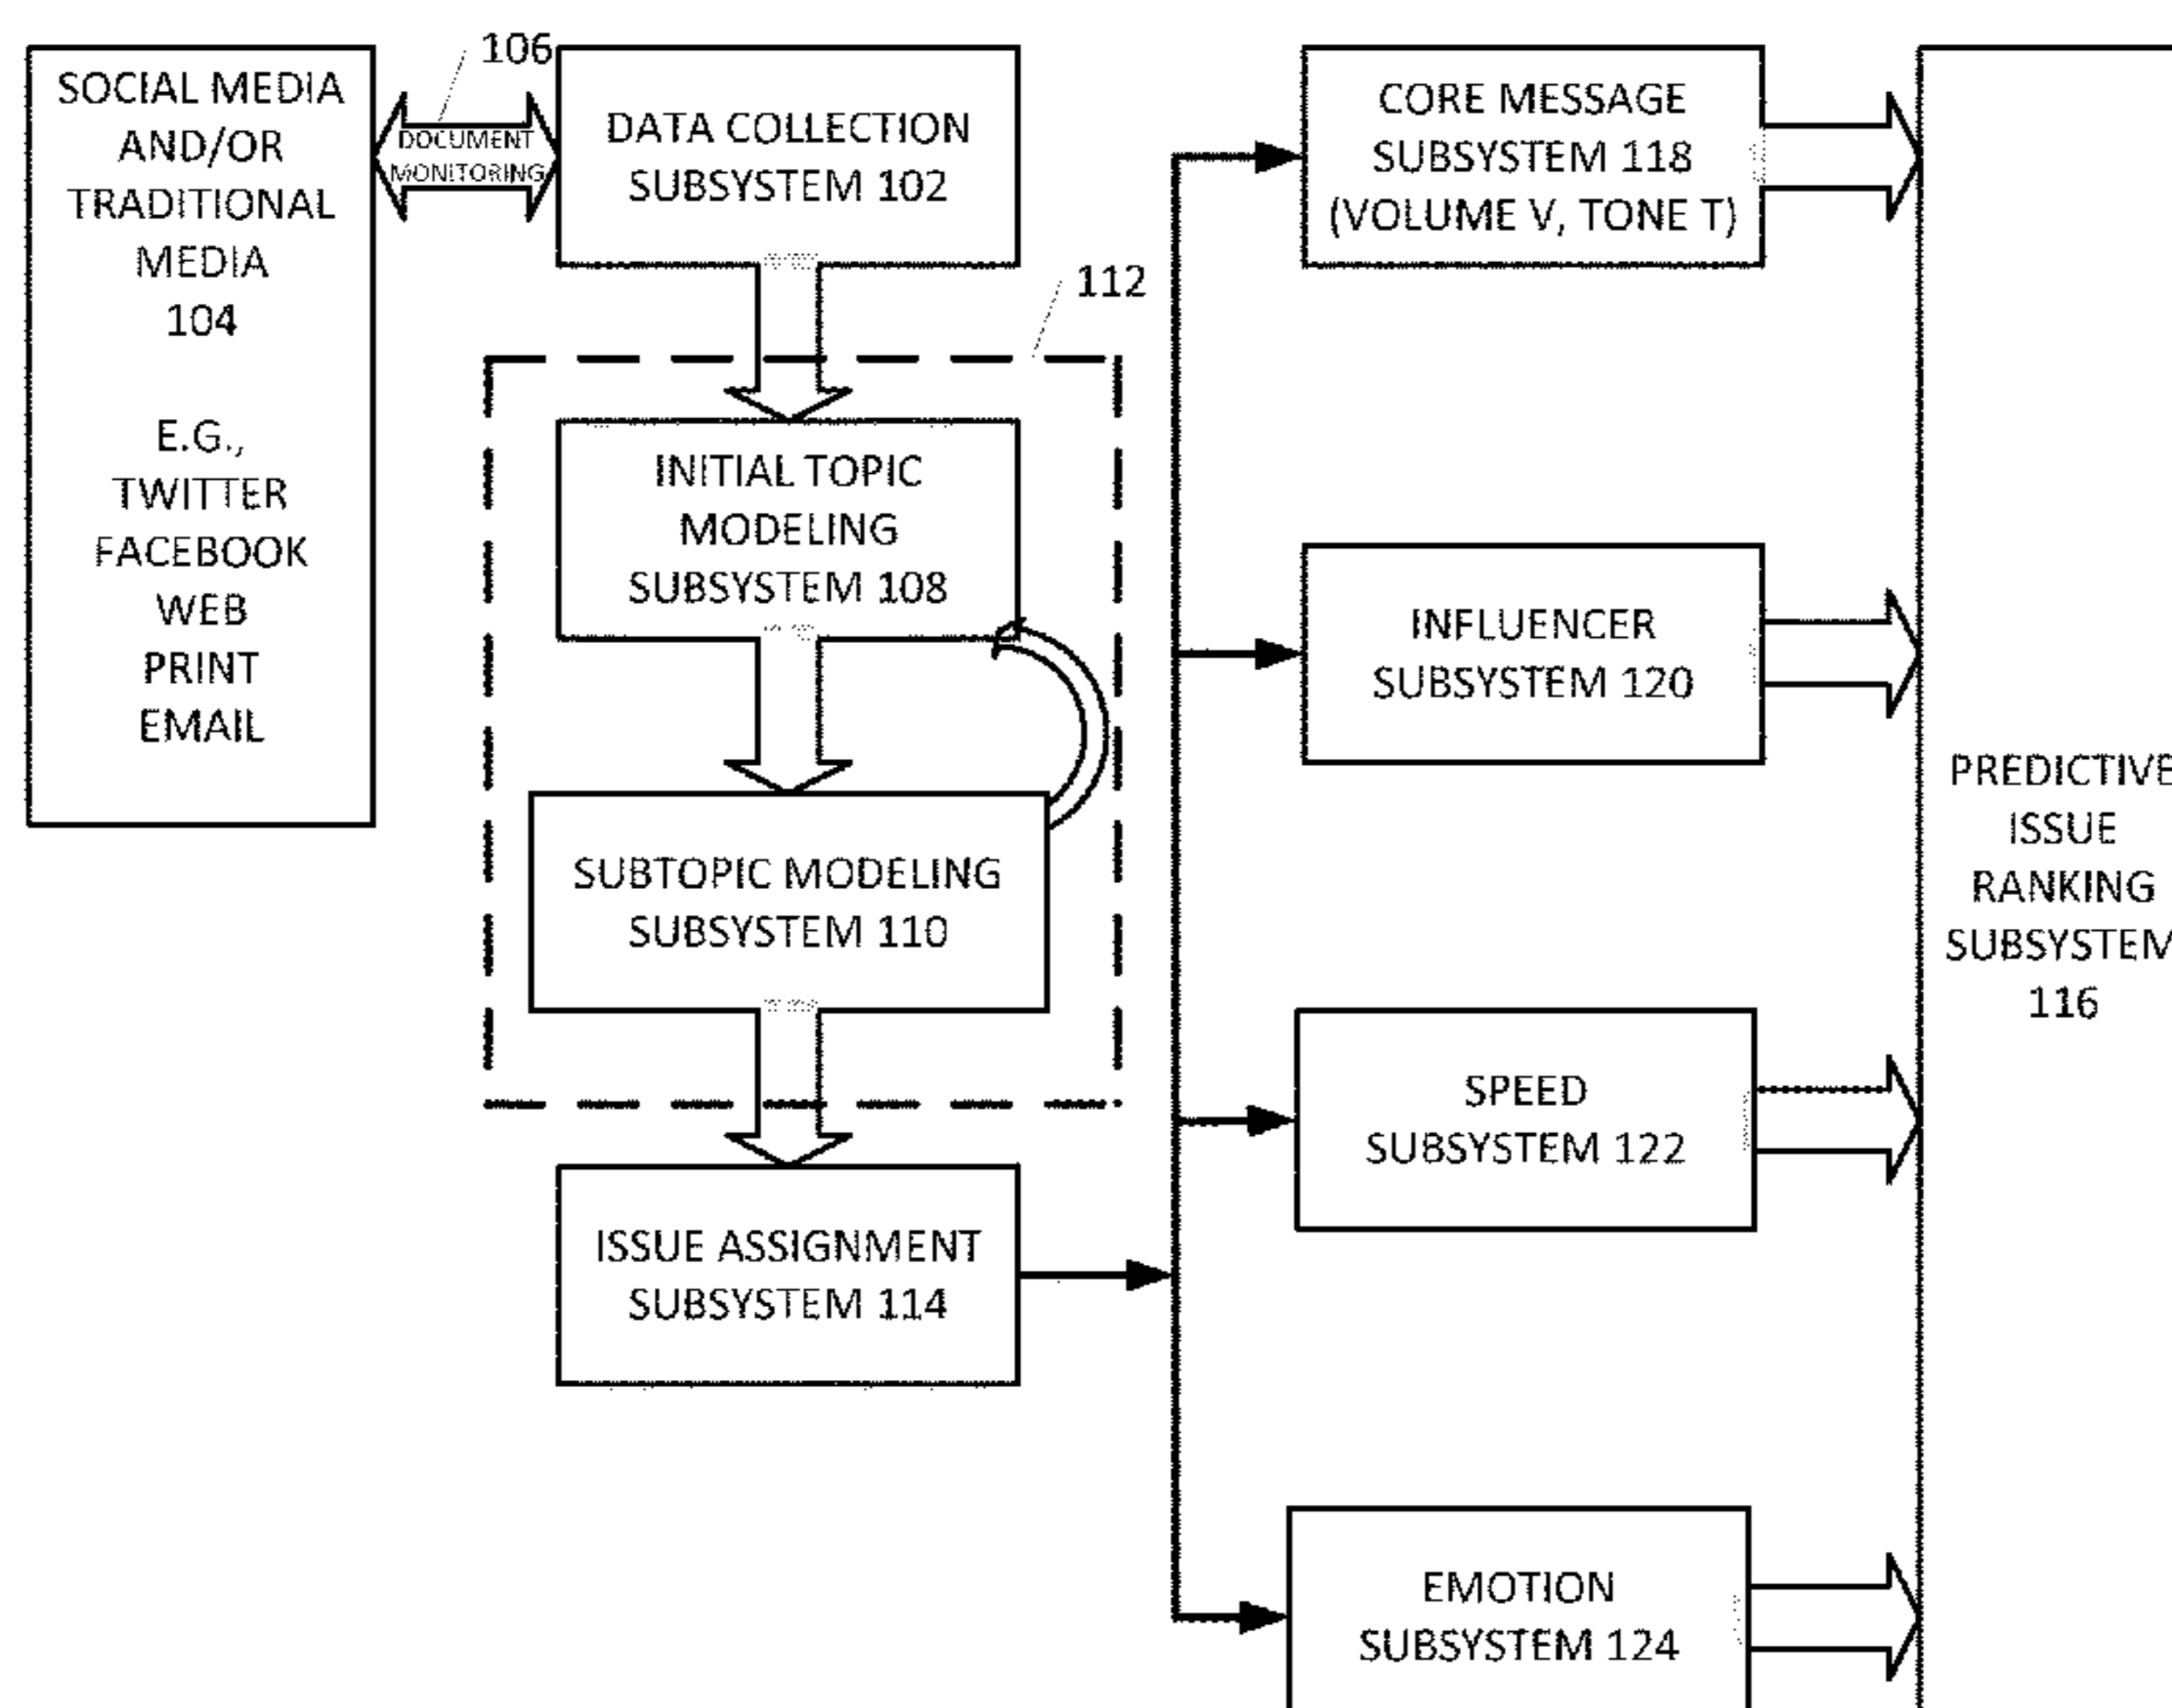 SOCIAL MEDIA
AND/OR
TRADITIONAL
MEDIA
104
E.G.,
TWITTER
FACEBOOK
WEB
PRINT
EMAIL
106
DOCUMENT
MONITORING
DATA COLLECTION
SUBSYSTEM 102
112
INITIAL TOPIC
MODELING
SUBSYSTEM 108
SUBTOPIC MODELING
SUBSYSTEM 110
ISSUE ASSIGNMENT
SUBSYSTEM 114
CORE MESSAGE
SUBSYSTEM 118
(VOLUME V, TONE T)
INFLUENCER
SUBSYSTEM 120
SPEED
SUBSYSTEM 122
EMOTION
SUBSYSTEM 124
PREDICTIVE
ISSUE
RANKING
SUBSYSTEM
116